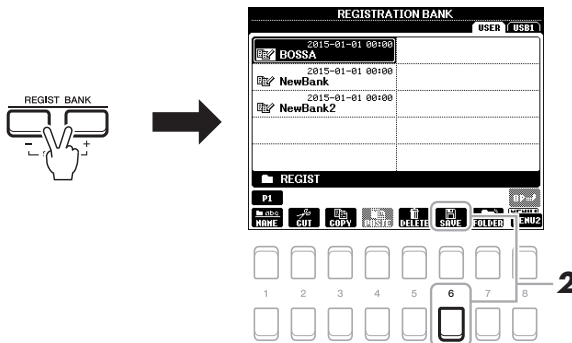 REGISTRATION BANK
USER USB1
2015-01-01 00:00
BOSSA
2015-01-01 00:00
NewBank
2015-01-01 00:00
NewBank2
REGIST BANK
- +
REGIST
P1
UP
abc
NAME CUT COPY PASTE DELETE SAVE FOLDER MENU2
2
1 2 3 4 5 6 7 8